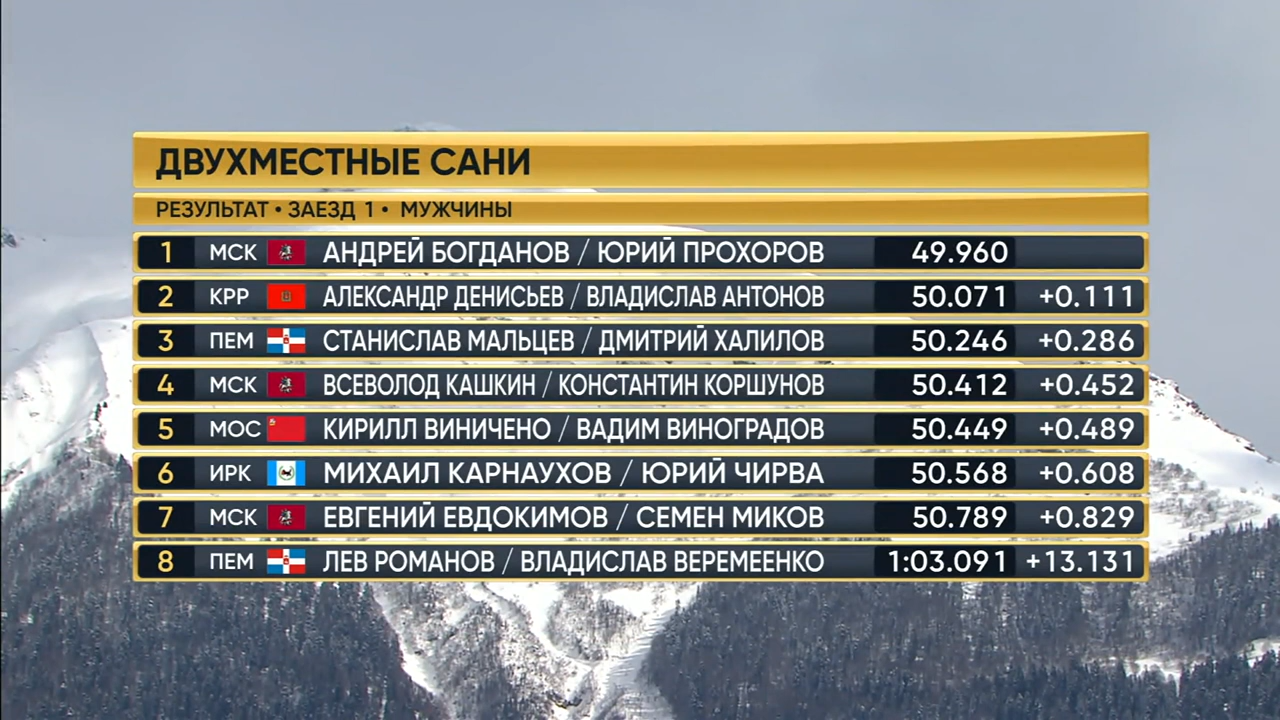 ДВУХМЕСТНЫЕ САНИ
РЕЗУЛЬТАТ • ЗАЕЗД 1 • МУЖЧИНЫ
1 МСК АНДРЕЙ БОГДАНОВ / ЮРИЙ ПРОХОРОВ 49.960
2 КРР АЛЕКСАНДР ДЕНИСЬЕВ / ВЛАДИСЛАВ АНТОНОВ 50.071 +0.111
3 ПЕМ СТАНИСЛАВ МАЛЬЦЕВ / ДМИТРИЙ ХАЛИЛОВ 50.246 +0.286
4 МСК ВСЕВОЛОД КАШКИН / КОНСТАНТИН КОРШУНОВ 50.412 +0.452
5 МОС КИРИЛЛ ВИНИЧЕНО / ВАДИМ ВИНОГРАДОВ 50.449 +0.489
6 ИРК МИХАИЛ КАРНАУХОВ / ЮРИЙ ЧИРВА 50.568 +0.608
7 МСК ЕВГЕНИЙ ЕВДОКИМОВ / СЕМЕН МИКОВ 50.789 +0.829
8 ПЕМ ЛЕВ РОМАНОВ / ВЛАДИСЛАВ ВЕРЕМЕЕНКО 1:03.091 +13.131